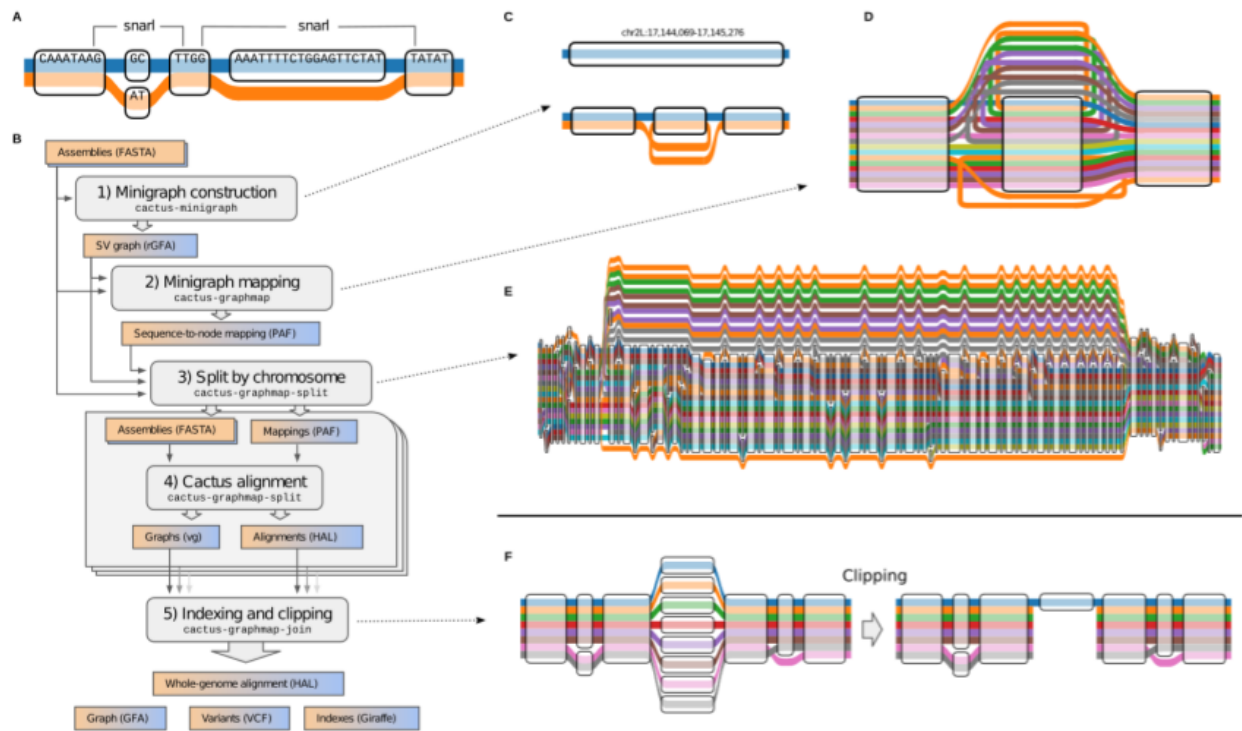 A
snarl
snarl
CAAATAAG
GC
TTGG
AAATTTTCTGGAGTTCTAT
TATAT
AT
B
Assemblies (FASTA)
1) Minigraph construction
cactus-minigraph
SV graph (rGFA)
2) Minigraph mapping
cactus-graphmap
Sequence-to-node mapping (PAF)
3) Split by chromosome
cactus-graphmap-split
Assemblies (FASTA)
Mappings (PAF)
4) Cactus alignment
cactus-graphmap-split
Graphs (vg)
Alignments (HAL)
5) Indexing and clipping
cactus-graphmap-join
Whole-genome alignment (HAL)
Graph (GFA)
Variants (VCF)
Indexes (Giraffe)
C
chr2L:17,144,069-17,145,276
D
E
F
Clipping